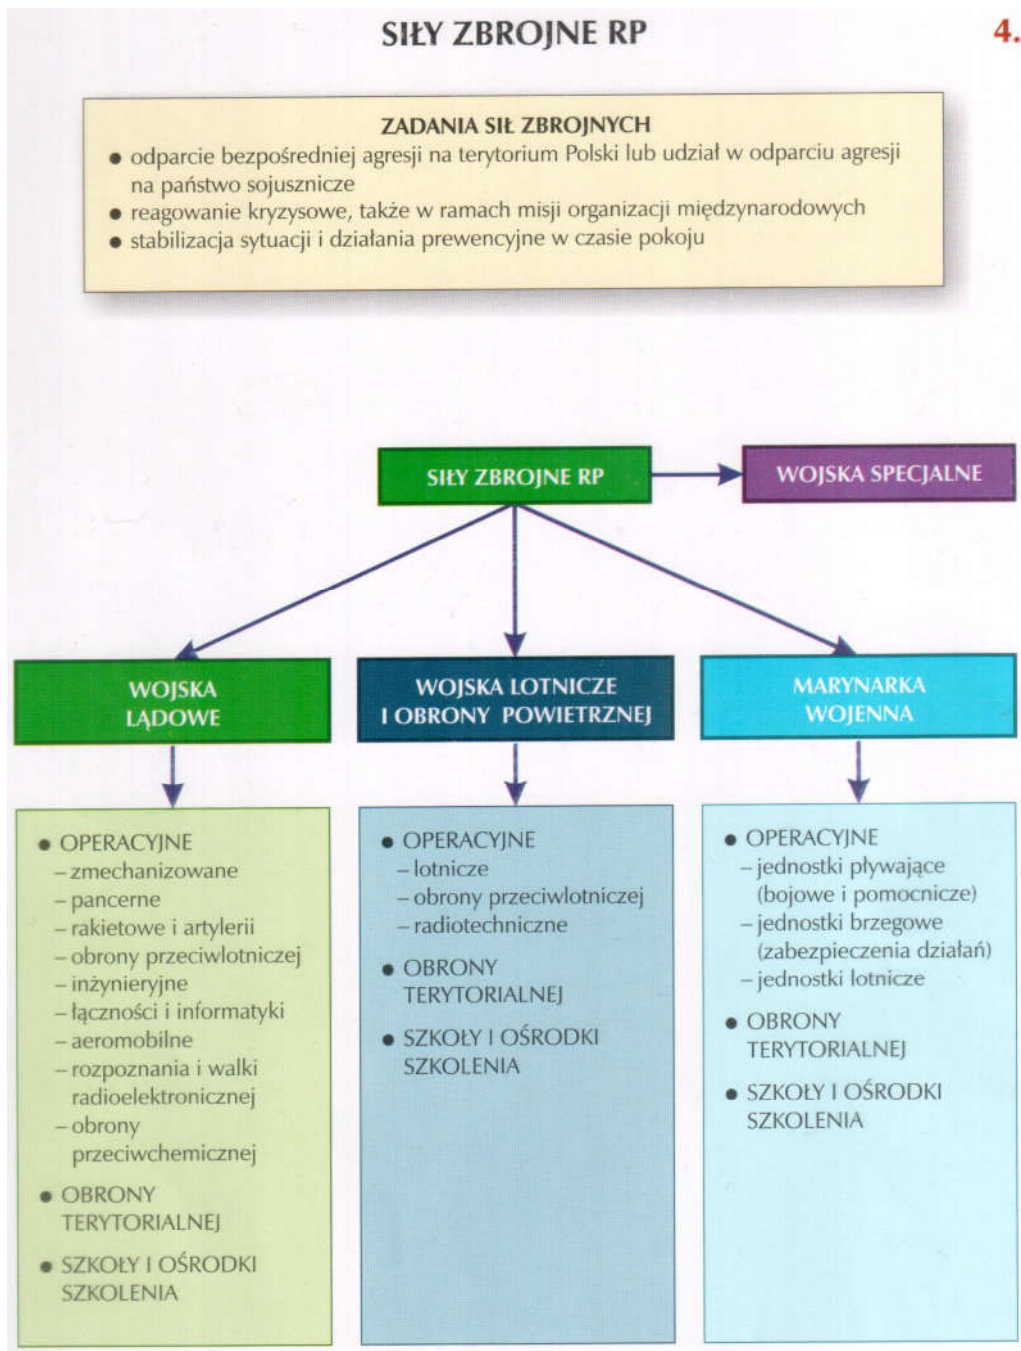 SIŁY ZBROJNE RP
4.
ZADANIA SIŁ ZBROJNYCH
● odparcie bezpośredniej agresji na terytorium Polski lub udział w odparciu agresji
na państwo sojusznicze
● reagowanie kryzysowe, także w ramach misji organizacji międzynarodowych
● stabilizacja sytuacji i działania prewencyjne w czasie pokoju
SIŁY ZBROJNE RP
WOJSKA SPECJALNE
WOJSKA
LĄDOWE
● OPERACYJNE
– zmechanizowane
– pancerne
– rakietowe i artylerii
– obrony przeciwlotniczej
– inżynieryjne
– łączności i informatyki
– aeromobilne
– rozpoznania i walki
radioelektronicznej
– obrony
przeciwchemicznej
● OBRONY
TERYTORIALNEJ
● SZKOŁY I OŚRODKI
SZKOLENIA
WOJSKA LOTNICZE
I OBRONY POWIETRZNEJ
● OPERACYJNE
– lotnicze
– obrony przeciwlotniczej
– radiotechniczne
● OBRONY
TERYTORIALNEJ
● SZKOŁY I OŚRODKI
SZKOLENIA
MARYNARKA
WOJENNA
● OPERACYJNE
– jednostki pływające
(bojowe i pomocnicze)
– jednostki brzegowe
(zabezpieczenia działań)
– jednostki lotnicze
● OBRONY
TERYTORIALNEJ
● SZKOŁY I OŚRODKI
SZKOLENIA